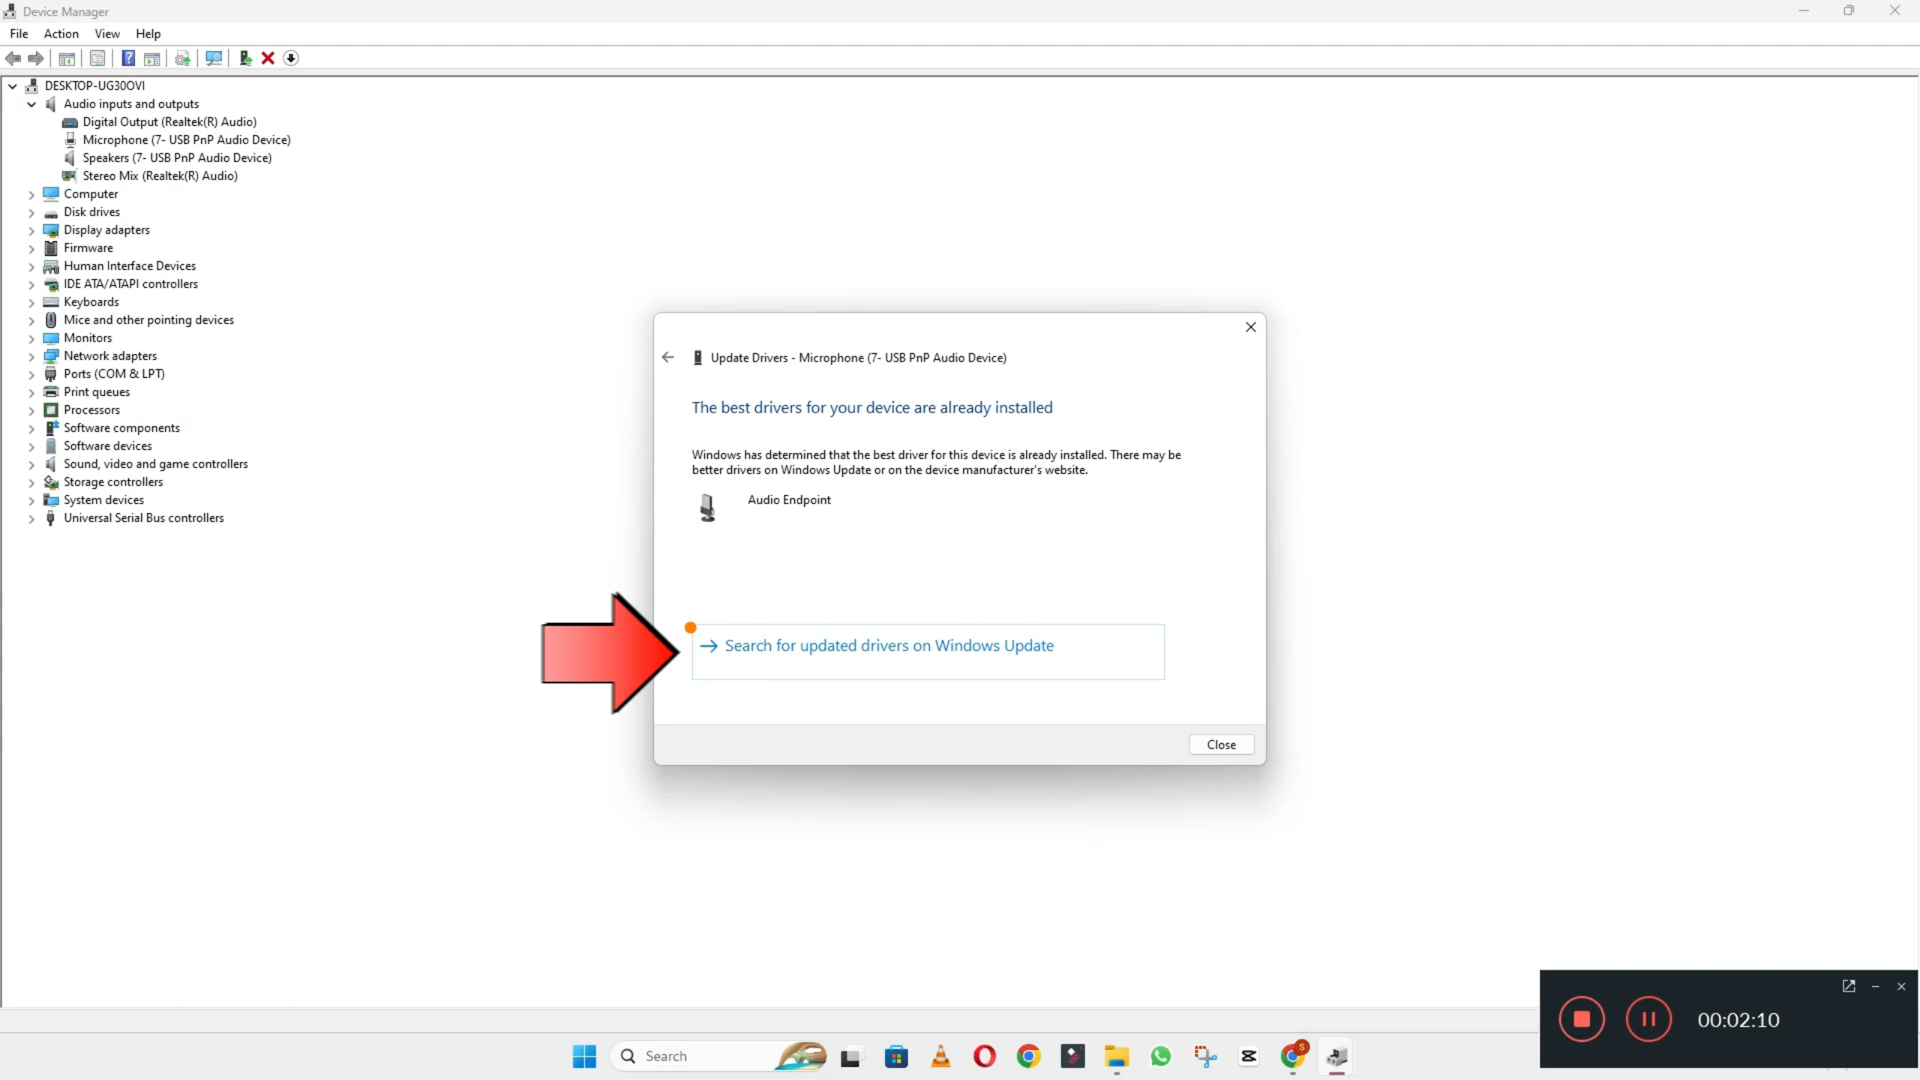 Device Manager
File Action View Help
DESKTOP-UG30OVI
Audio inputs and outputs
Digital Output (Realtek(R) Audio)
Microphone (7- USB PnP Audio Device)
Speakers (7- USB PnP Audio Device)
Stereo Mix (Realtek(R) Audio)
Computer
Disk drives
Display adapters
Firmware
Human Interface Devices
IDE ATA/ATAPI controllers
Keyboards
Mice and other pointing devices
Monitors
Network adapters
Ports (COM & LPT)
Print queues
Processors
Software components
Software devices
Sound, video and game controllers
Storage controllers
System devices
Universal Serial Bus controllers
Update Drivers - Microphone (7- USB PnP Audio Device)
The best drivers for your device are already installed
Windows has determined that the best driver for this device is already installed. There may be
better drivers on Windows Update or on the device manufacturer's website.
Audio Endpoint
Search for updated drivers on Windows Update
Close
00:02:10
Search
S